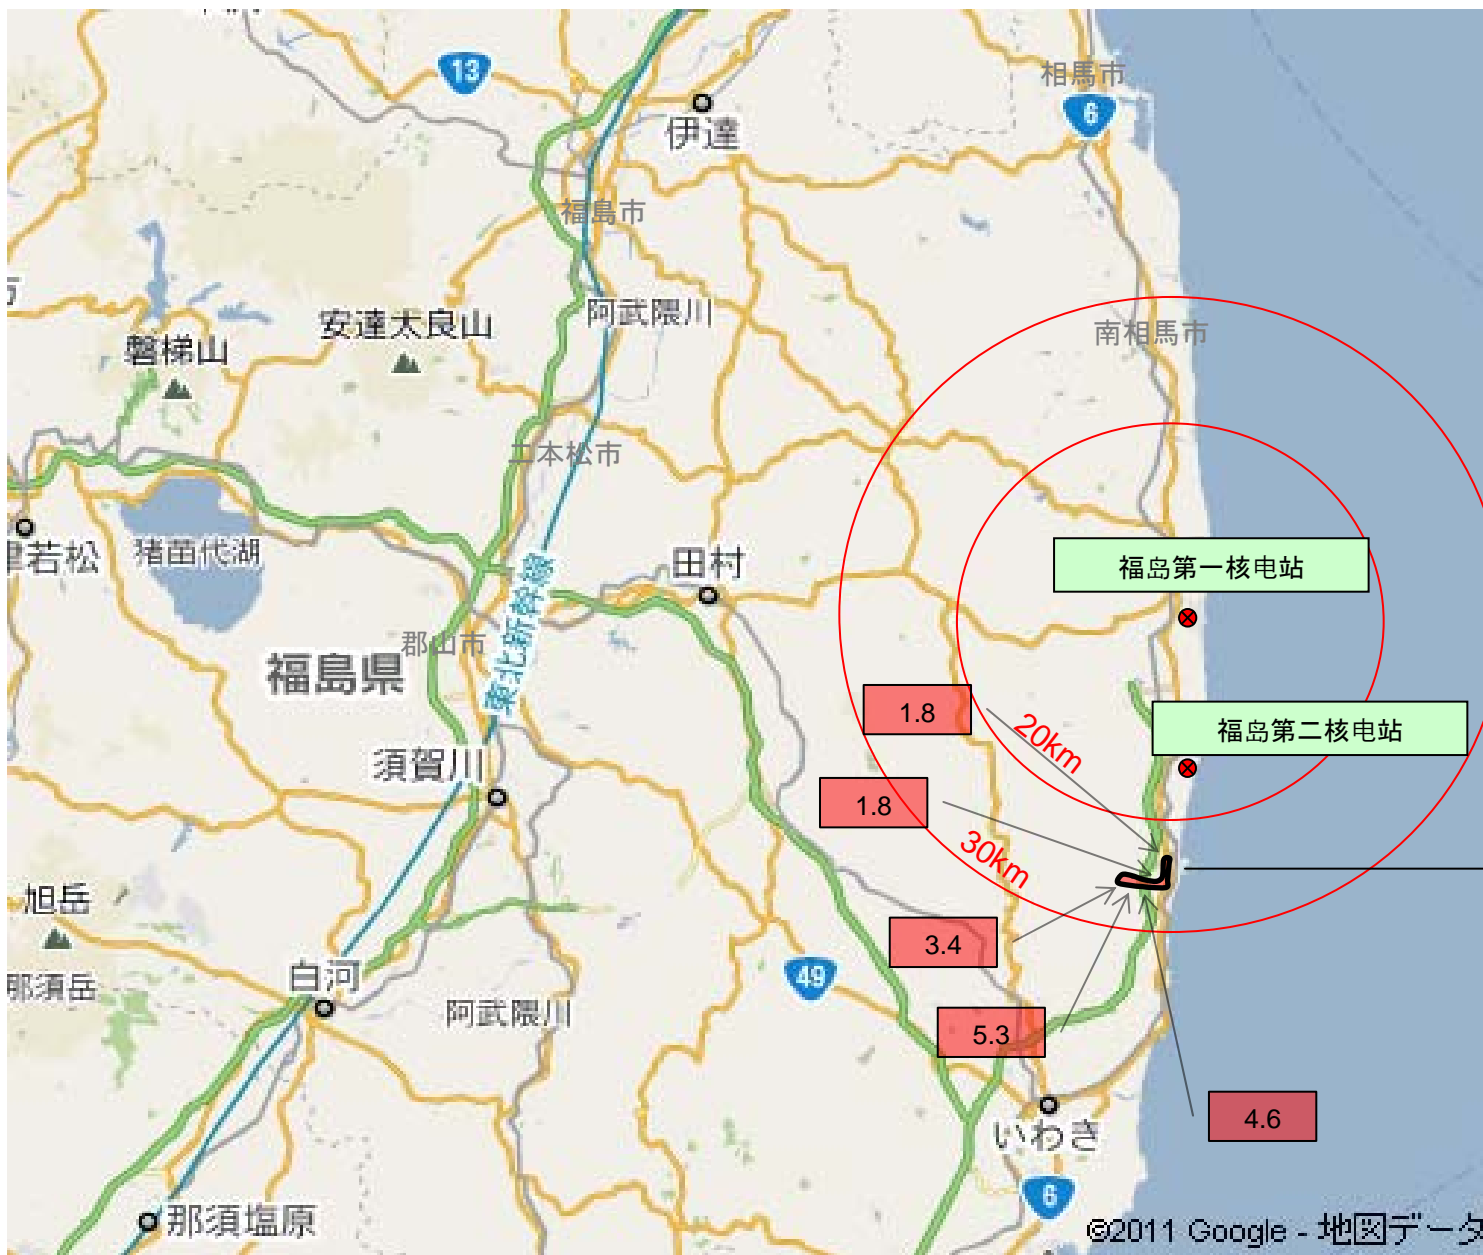 13
相馬市
6
伊達
福島市
阿武隈川
安達太良山
磐梯山
南相馬市
二本松市
猪苗代湖
津若松
田村
福岛第一核电站
東北新幹線
郡山市
福島県
1.8
20km
福岛第二核电站
須賀川
1.8
30km
旭岳
3.4
白河
49
那須岳
阿武隈川
5.3
4.6
いわき
6
那須塩原
©2011 Google - 地図データ